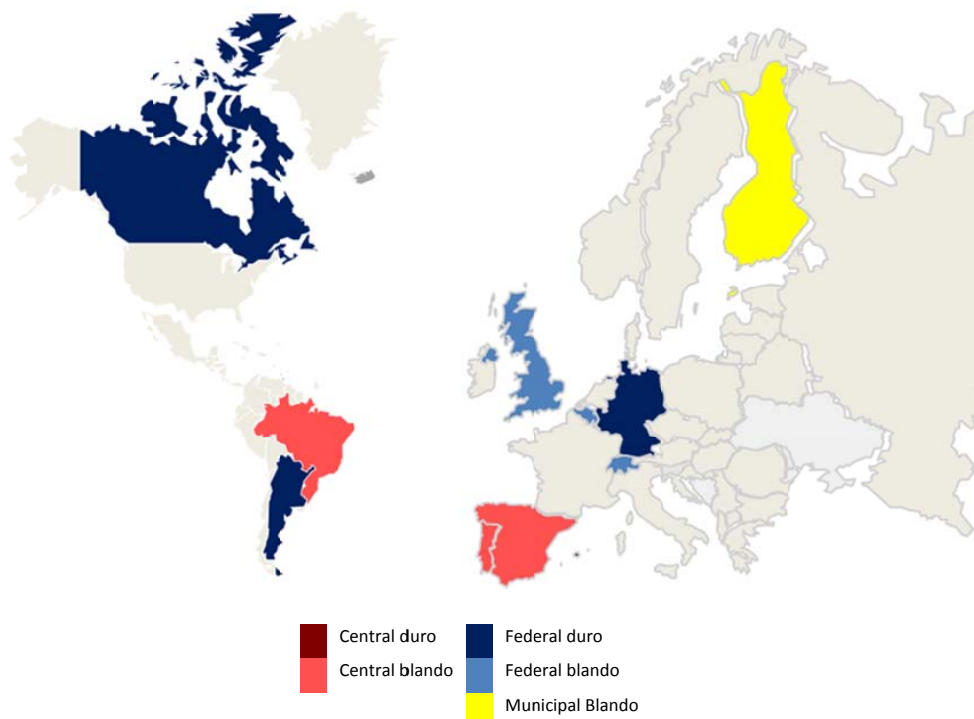 Central duro
Federal duro
Central blando
Federal blando
Municipal Blando